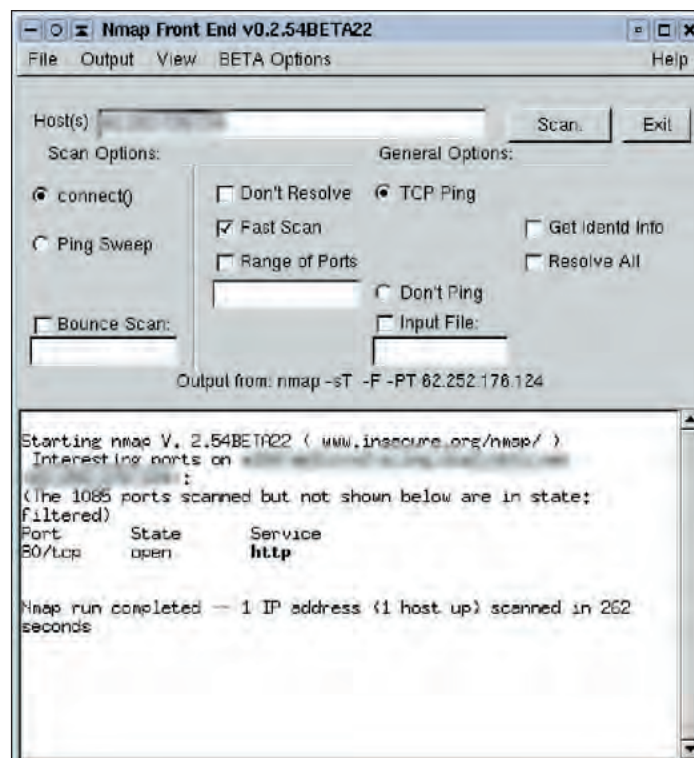 Nmap Front End v0.2.54BETA22
File Output View BETA Options Help
Host(s)
Scan. Exit
Scan Options: General Options:
connect() Don't Resolve TCP Ping
Fast Scan Get Identd Info
Ping Sweep
Range of Ports Resolve All
Don't Ping
Bounce Scan: Input File:
Output from: nmap -sT -F -PT 62.252.176.124
Starting nmap V. 2.54BETA22 ( www.insecure.org/nmap/ )
Interesting ports on
:
(The 1085 ports scanned but not shown below are in state:
filtered)
Port State Service
80/tcp open http
Nmap run completed -- 1 IP address (1 host up) scanned in 262
seconds